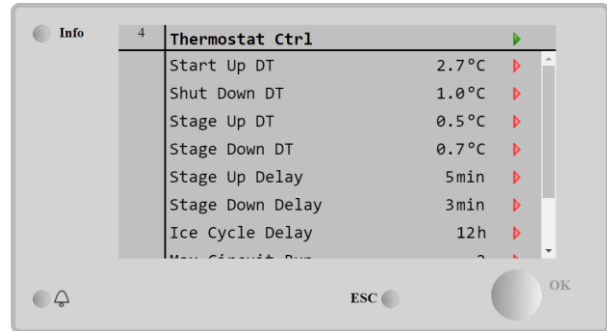 Info
4 Thermostat Ctrl
Start Up DT 2.7°C
Shut Down DT 1.0°C
Stage Up DT 0.5°C
Stage Down DT 0.7°C
Stage Up Delay 5min
Stage Down Delay 3min
Ice Cycle Delay 12h
ESC
OK